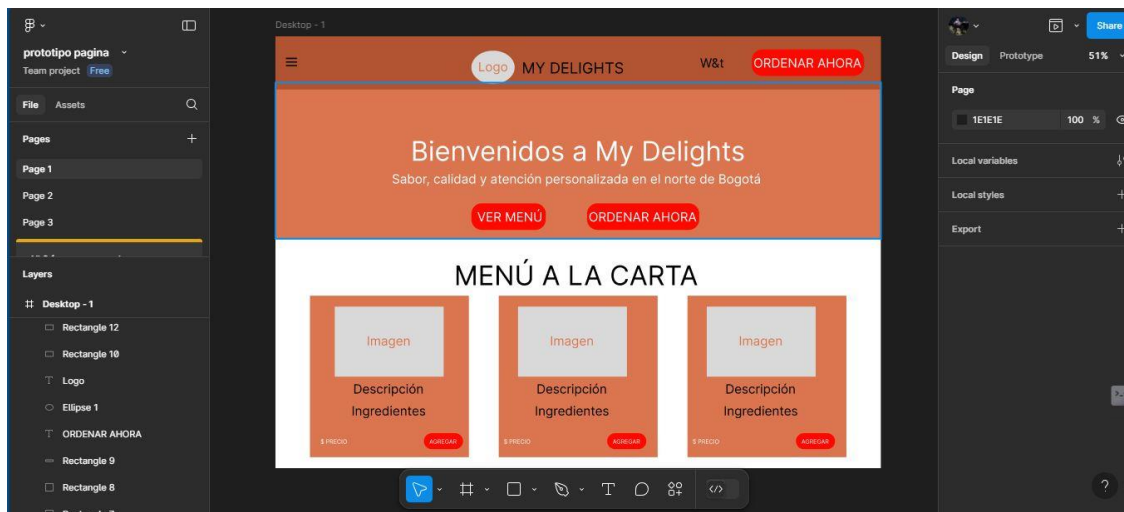 prototipo pagina
Team project Free
File Assets
Pages
Page 1
Page 2
Page 3
Layers
Desktop - 1
Rectangle 12
Rectangle 10
Logo
Ellipse 1
ORDENAR AHORA
Rectangle 9
Rectangle 8
Desktop - 1
Logo MY DELIGHTS W&t ORDENAR AHORA
Bienvenidos a My Delights
Sabor, calidad y atención personalizada en el norte de Bogotá
VER MENÚ ORDENAR AHORA
MENÚ A LA CARTA
Imagen Imagen Imagen
Descripción Descripción Descripción
Ingredientes Ingredientes Ingredientes
$ PRECIO AGREGAR $ PRECIO AGREGAR $ PRECIO AGREGAR
Share
Design Prototype 51%
Page
1E1E1E 100 %
Local variables
Local styles
Export